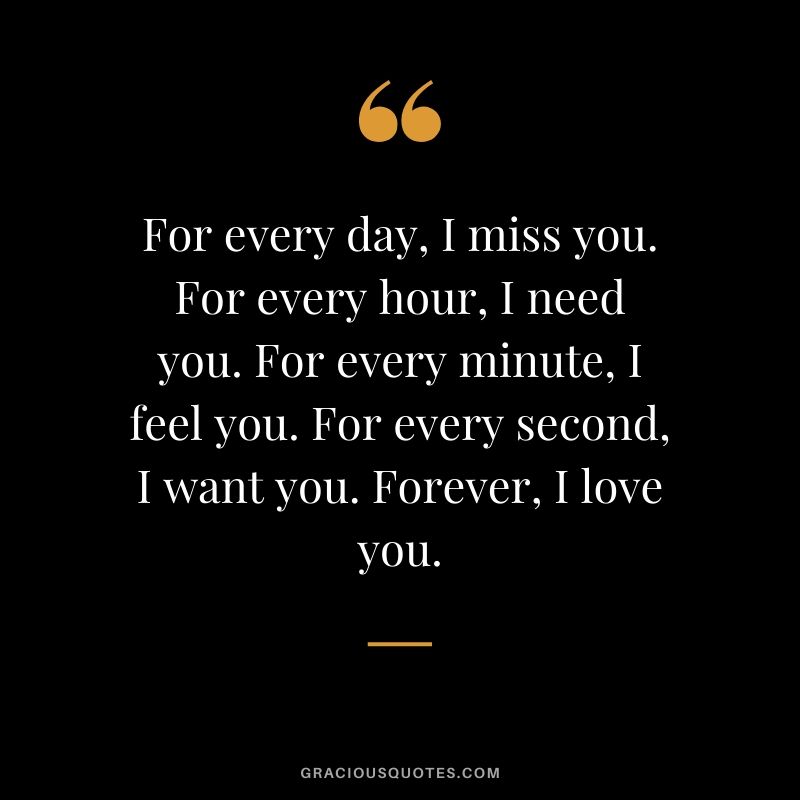 “
For every day, I miss you.
For every hour, I need
you. For every minute, I
feel you. For every second,
I want you. Forever, I love
you.
GRACIOUSQUOTES.COM